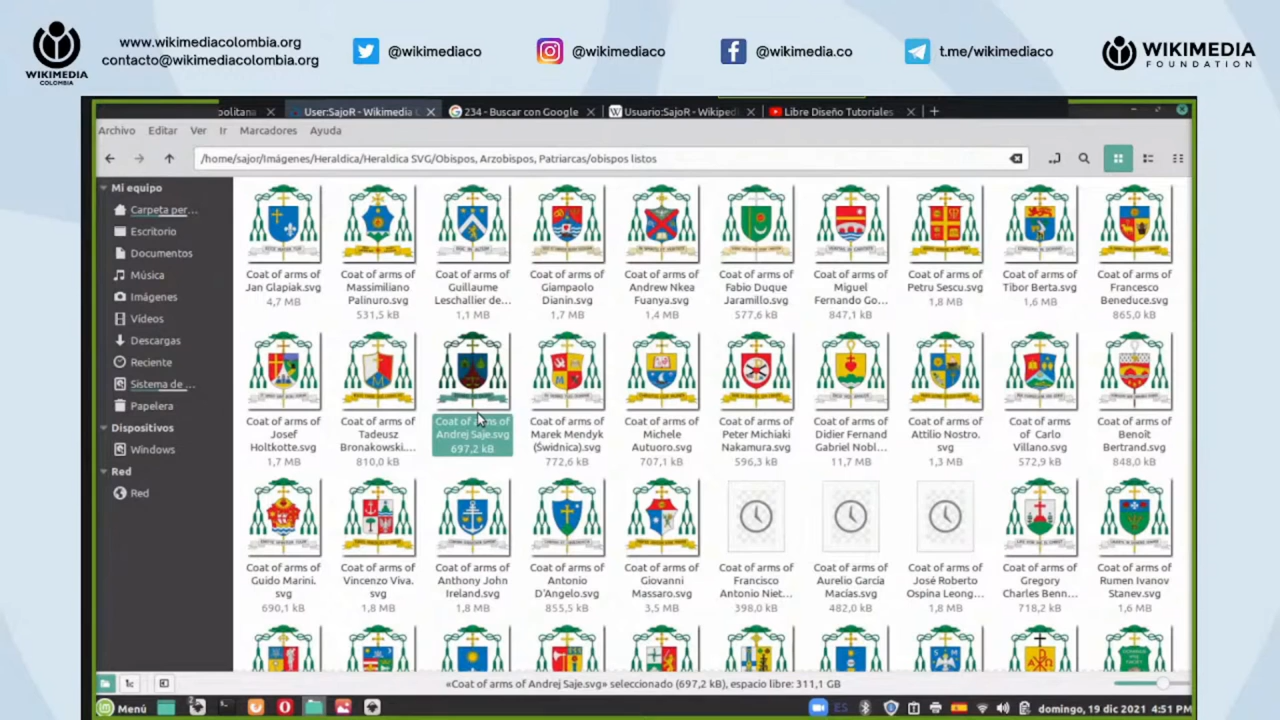 www.wikimediacolombia.org
contacto@wikimediacolombia.org
@wikimediaco
@wikimediaco
@wikimedia.co
t.me/wikimediaco
WIKIMEDIA
COLOMBIA
WIKIMEDIA
FOUNDATION
politana
User:SajoR - Wikimedia C
234 - Buscar con Google
Usuario:SajoR - Wikiped
Libre Diseño Tutoriales
Archivo Editar Ver Ir Marcadores Ayuda
/home/sajor/Imágenes/Heraldica/Heraldica SVG/Obispos, Arzobispos, Patriarcas/obispos listos
Mi equipo
Carpeta per...
Escritorio
Documentos
Música
Imágenes
Vídeos
Descargas
Reciente
Sistema de ...
Papelera
Dispositivos
Windows
Red
Red
Coat of arms of
Jan Glapiak.svg
4,7 MB
Coat of arms of
Massimiliano
Palinuro.svg
531,5 kB
Coat of arms of
Guillaume
Leschallier de...
1,1 MB
Coat of arms of
Giampaolo
Dianin.svg
1,7 MB
Coat of arms of
Andrew Nkea
Fuanya.svg
1,4 MB
Coat of arms of
Fabio Duque
Jaramillo.svg
577,6 kB
Coat of arms of
Miguel
Fernando Go...
847,1 kB
Coat of arms of
Petru Sescu.svg
1,8 MB
Coat of arms of
Tibor Berta.svg
1,6 MB
Coat of arms of
Francesco
Beneduce.svg
865,0 kB
Coat of arms of
Josef
Holtkotte.svg
1,7 MB
Coat of arms of
Tadeusz
Bronakowski....
810,0 kB
Coat of arms of
Andrej Saje.svg
697,2 kB
Coat of arms of
Marek Mendyk
(Świdnica).svg
772,6 kB
Coat of arms of
Michele
Autuoro.svg
707,1 kB
Coat of arms of
Peter Michiaki
Nakamura.svg
596,3 kB
Coat of arms of
Didier Fernand
Gabriel Nobl...
11,7 MB
Coat of arms of
Attilio Nostro.
svg
1,3 MB
Coat of arms
of Carlo
Villano.svg
572,9 kB
Coat of arms of
Benoît
Bertrand.svg
848,0 kB
Coat of arms of
Guido Marini.
svg
690,1 kB
Coat of arms of
Vincenzo Viva.
svg
1,8 MB
Coat of arms of
Anthony John
Ireland.svg
1,8 MB
Coat of arms of
Antonio
D'Angelo.svg
855,5 kB
Coat of arms of
Giovanni
Massaro.svg
3,5 MB
Coat of arms of
Francisco
Antonio Niet...
398,0 kB
Coat of arms of
Aurelio García
Macías.svg
482,0 kB
Coat of arms of
José Roberto
Ospina Leong...
1,8 MB
Coat of arms of
Gregory
Charles Benn...
718,2 kB
Coat of arms of
Rumen Ivanov
Stanev.svg
1,6 MB
«Coat of arms of Andrej Saje.svg» seleccionado (697,2 kB), espacio libre: 311,1 GB
Menú
ES
domingo, 19 dic 2021 4:51 PM